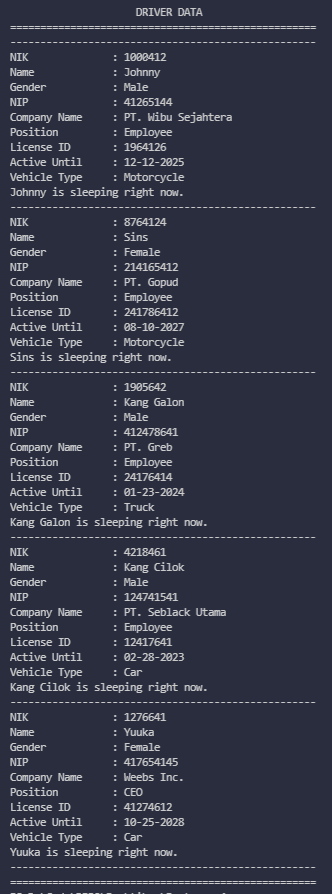 DRIVER DATA
===================================================
---------------------------------------------------
NIK : 1000412
Name : Johnny
Gender : Male
NIP : 41265144
Company Name : PT. Wibu Sejahtera
Position : Employee
License ID : 1964126
Active Until : 12-12-2025
Vehicle Type : Motorcycle
Johnny is sleeping right now.
---------------------------------------------------
NIK : 8764124
Name : Sins
Gender : Female
NIP : 214165412
Company Name : PT. Gopud
Position : Employee
License ID : 241786412
Active Until : 08-10-2027
Vehicle Type : Motorcycle
Sins is sleeping right now.
---------------------------------------------------
NIK : 1905642
Name : Kang Galon
Gender : Male
NIP : 412478641
Company Name : PT. Greb
Position : Employee
License ID : 24176414
Active Until : 01-23-2024
Vehicle Type : Truck
Kang Galon is sleeping right now.
---------------------------------------------------
NIK : 4218461
Name : Kang Cilok
Gender : Male
NIP : 124741541
Company Name : PT. Seblack Utama
Position : Employee
License ID : 12417641
Active Until : 02-28-2023
Vehicle Type : Car
Kang Cilok is sleeping right now.
---------------------------------------------------
NIK : 1276641
Name : Yuuka
Gender : Female
NIP : 417654145
Company Name : Weebs Inc.
Position : CEO
License ID : 41274612
Active Until : 10-25-2028
Vehicle Type : Car
Yuuka is sleeping right now.
---------------------------------------------------
===================================================